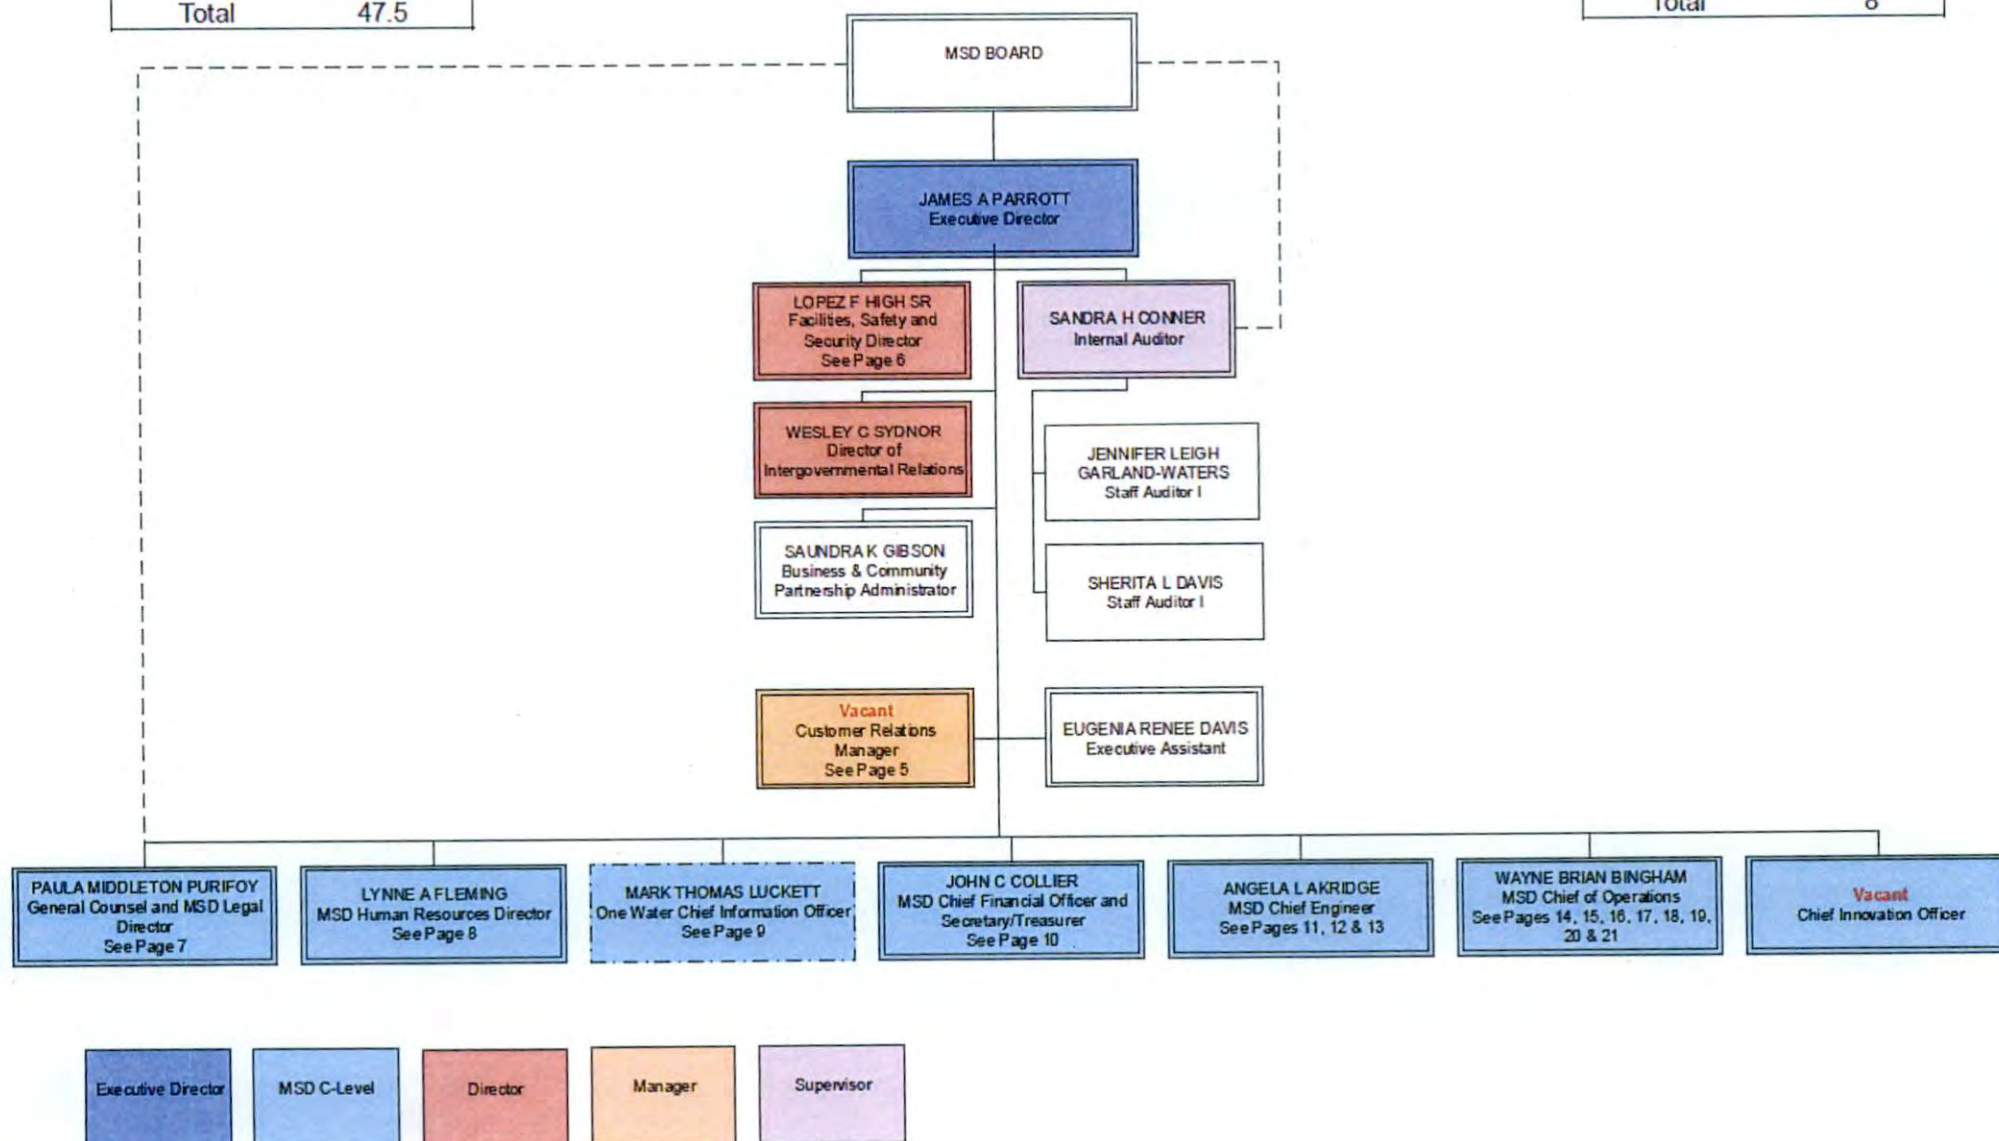 Total 47.5
Total 8
MSD BOARD
JAMES A PARROTT
Executive Director
LOPEZ F HIGH SR
Facilities, Safety and
Security Director
See Page 6
SANDRA H CONNER
Internal Auditor
WESLEY C SYDNOR
Director of
Intergovernmental Relations
JENNIFER LEIGH
GARLAND-WATERS
Staff Auditor I
SAUNDRA K GIBSON
Business & Community
Partnership Administrator
SHERITA L DAVIS
Staff Auditor I
Vacant
Customer Relations
Manager
See Page 5
EUGENIA RENEE DAVIS
Executive Assistant
PAULA MIDDLETON PURIFOY
General Counsel and MSD Legal
Director
See Page 7
LYNNE A FLEMING
MSD Human Resources Director
See Page 8
MARK THOMAS LUCKETT
One Water Chief Information Officer
See Page 9
JOHN C COLLIER
MSD Chief Financial Officer and
Secretary/Treasurer
See Page 10
ANGELA L AKRIDGE
MSD Chief Engineer
See Pages 11, 12 & 13
WAYNE BRIAN BINGHAM
MSD Chief of Operations
See Pages 14, 15, 16, 17, 18, 19,
20 & 21
Vacant
Chief Innovation Officer
Executive Director
MSD C-Level
Director
Manager
Supervisor